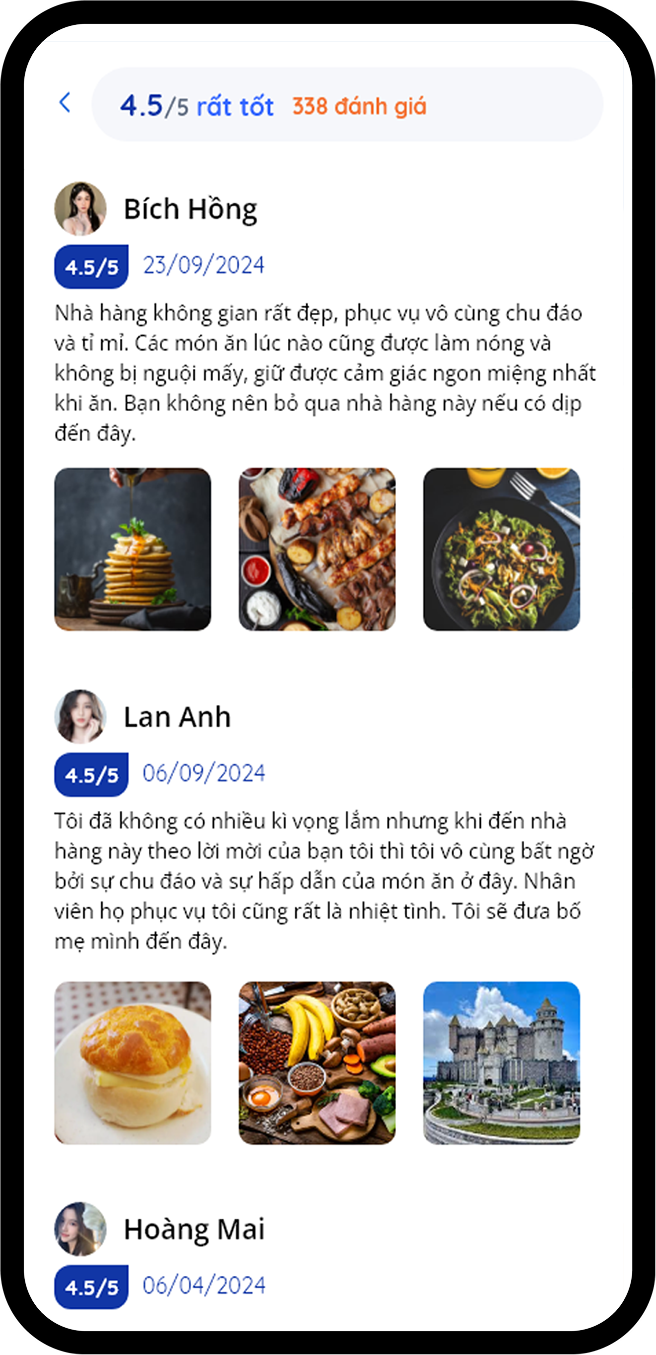 4.5/5 rất tốt 338 đánh giá
Bích Hồng
4.5/5 23/09/2024
Nhà hàng không gian rất đẹp, phục vụ vô cùng chu đáo
và tỉ mỉ. Các món ăn lúc nào cũng được làm nóng và
không bị nguội mấy, giữ được cảm giác ngon miệng nhất
khi ăn. Bạn không nên bỏ qua nhà hàng này nếu có dịp
đến đây.
Lan Anh
4.5/5 06/09/2024
Tôi đã không có nhiều kì vọng lắm nhưng khi đến nhà
hàng này theo lời mời của bạn tôi thì tôi vô cùng bất ngờ
bởi sự chu đáo và sự hấp dẫn của món ăn ở đây. Nhân
viên họ phục vụ tôi cũng rất là nhiệt tình. Tôi sẽ đưa bố
mẹ mình đến đây.
Hoàng Mai
4.5/5 06/04/2024